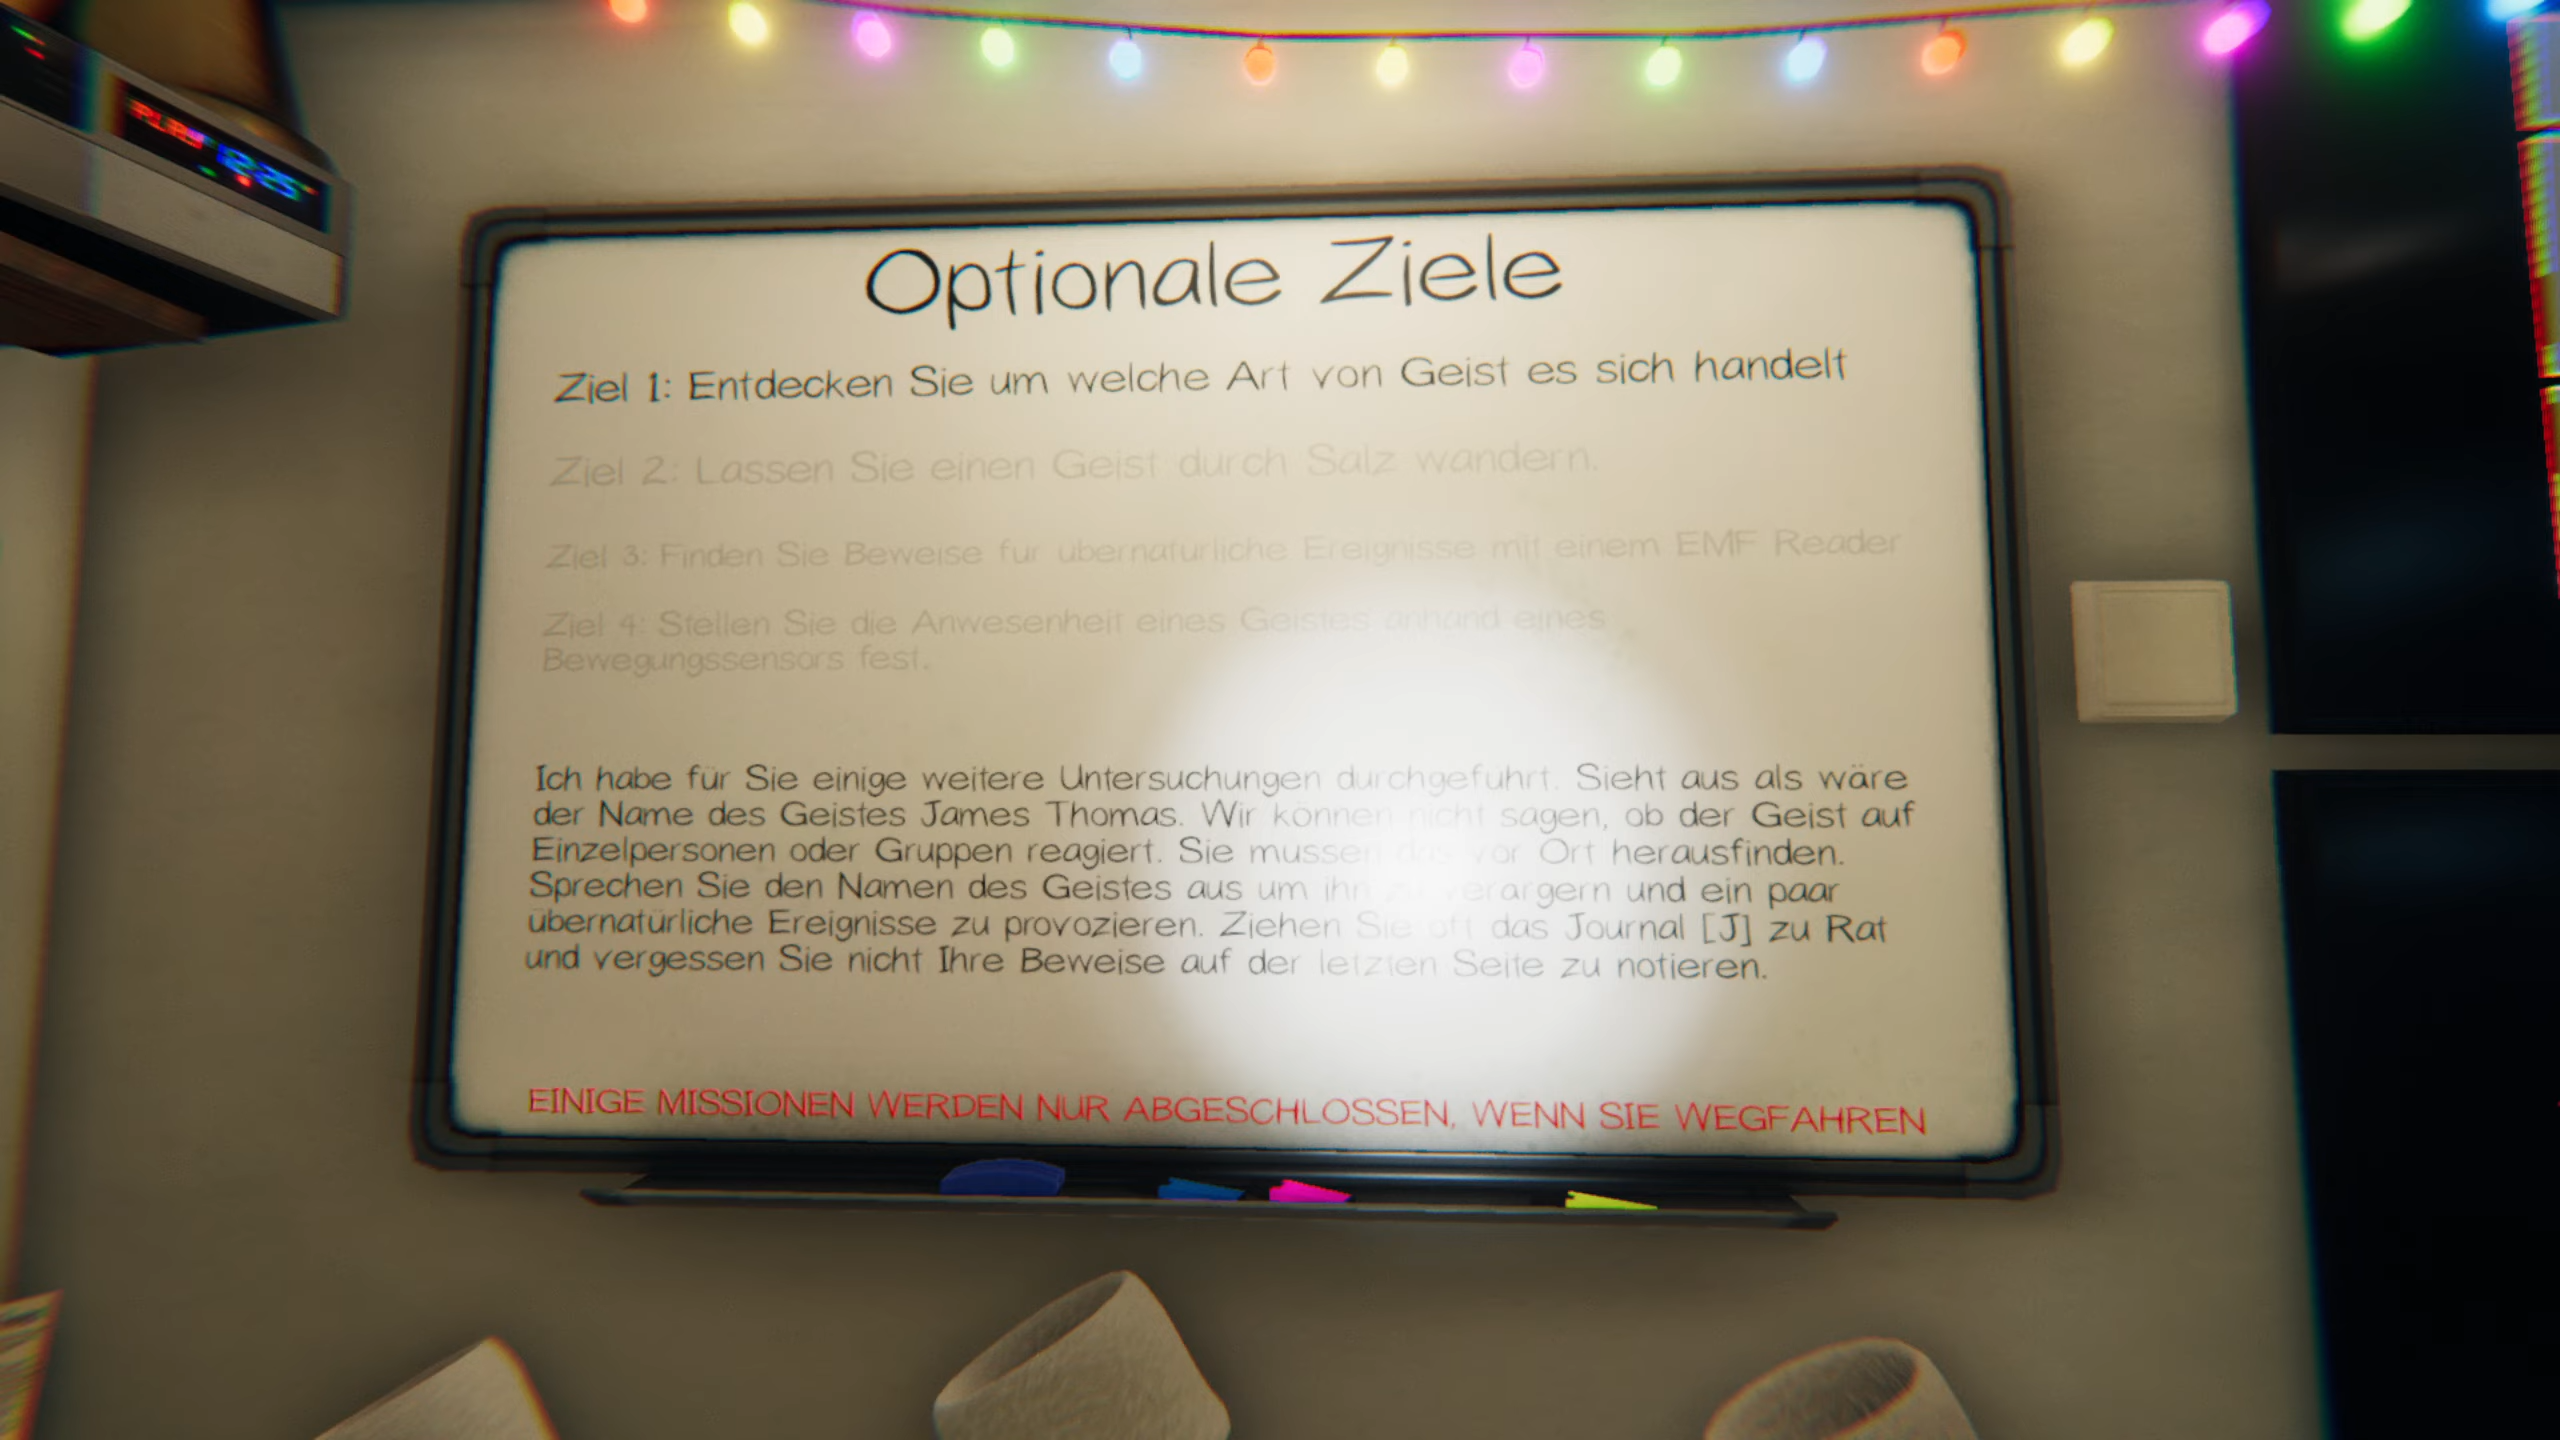 Optionale Ziele
Ziel 1: Entdecken Sie um welche Art von Geist es sich handelt
Ziel 2: Lassen Sie einen Geist durch Salz wandern.
Ziel 3: Finden Sie Beweise fur ubernaturliche Ereignisse mit einem EMF Reader
Ziel 4: Stellen Sie die Anwesenheit eines Geistes anhand eines
Bewegungssensors fest.
Ich habe für Sie einige weitere Untersuchungen durchgeführt. Sieht aus als wäre
der Name des Geistes James Thomas. Wir können nicht sagen, ob der Geist auf
Einzelpersonen oder Gruppen reagiert. Sie mussen das vor Ort herausfinden.
Sprechen Sie den Namen des Geistes aus um ihn zu verärgern und ein paar
übernatürliche Ereignisse zu provozieren. Ziehen Sie oft das Journal [J] zu Rat
und vergessen Sie nicht Ihre Beweise auf der letzten Seite zu notieren.
EINIGE MISSIONEN WERDEN NUR ABGESCHLOSSEN, WENN SIE WEGFAHREN